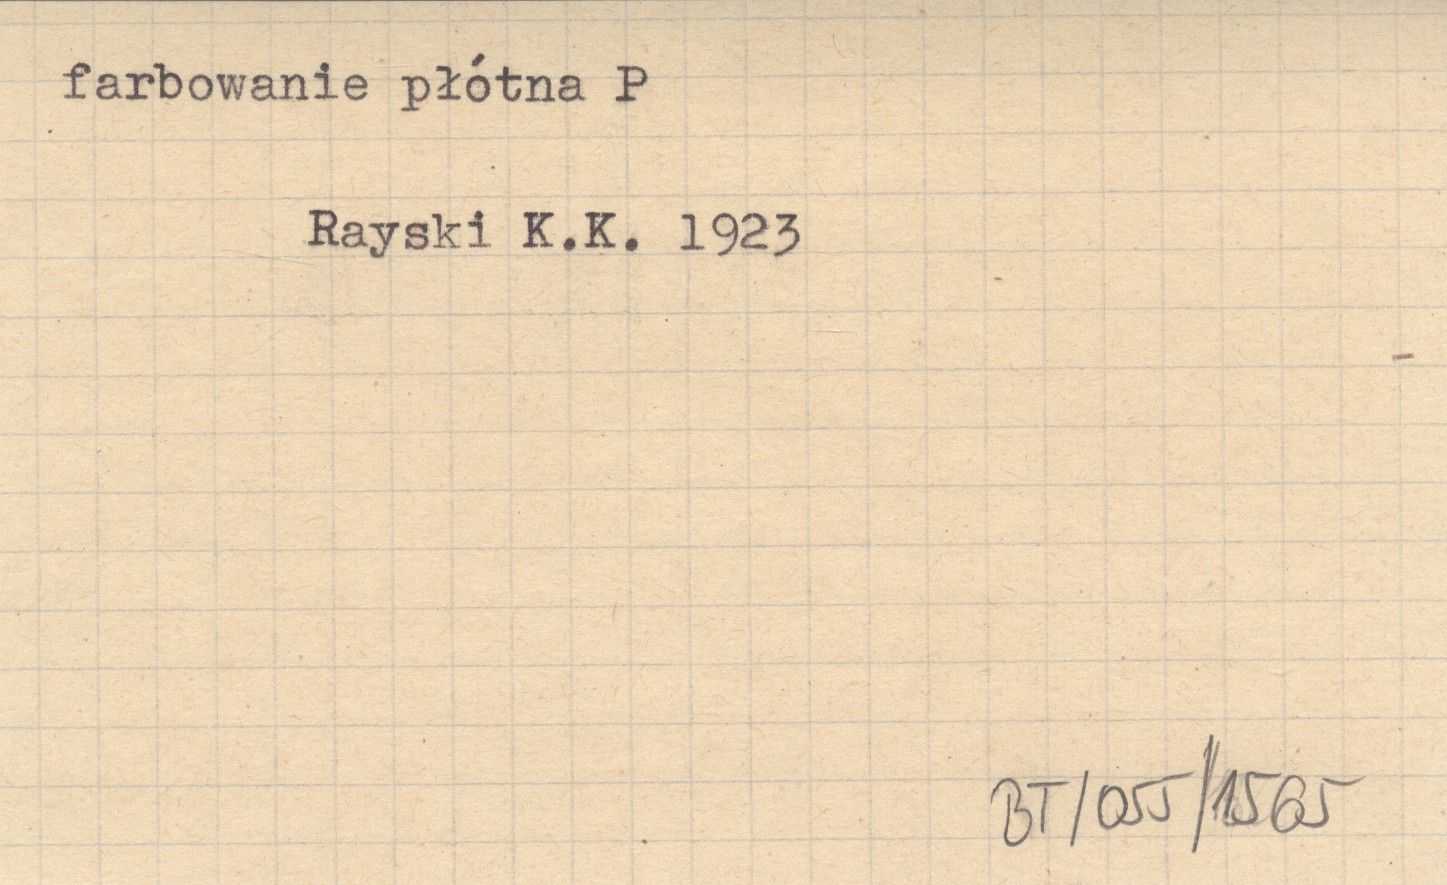 farbowanie płótna P
Rayski K.K. 1923
BT/055/1565